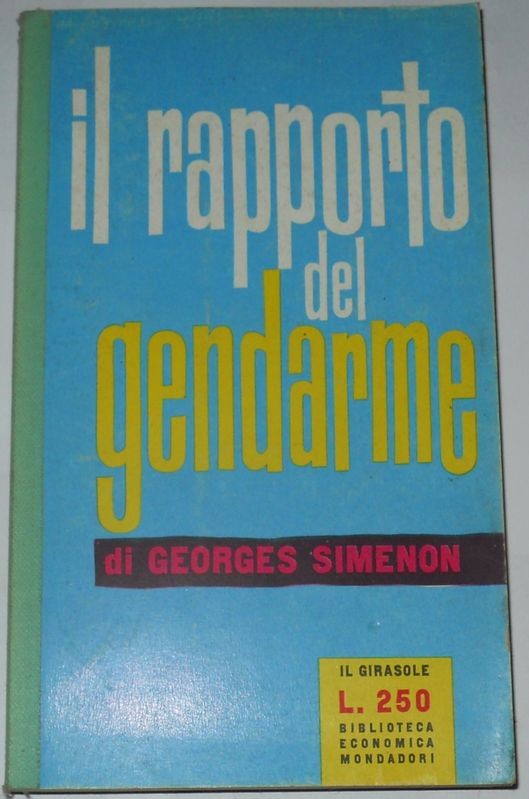 il rapporto
del
gendarme
di GEORGES SIMENON
IL GIRASOLE
L. 250
BIBLIOTECA
ECONOMICA
MONDADORI